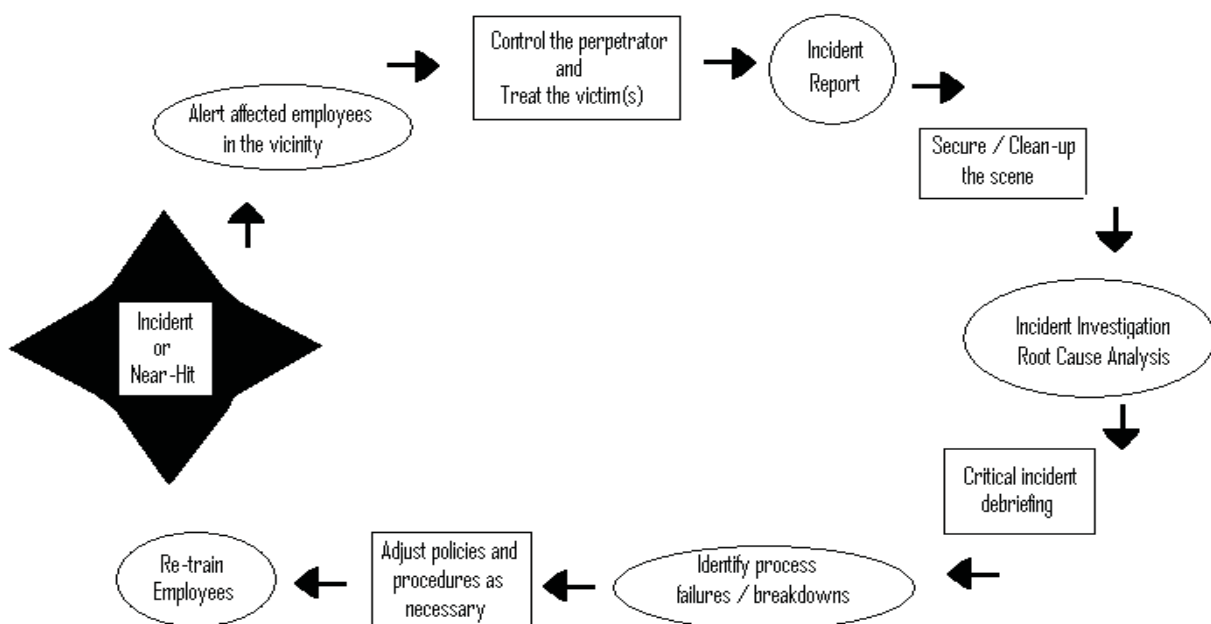 Incident
or
Near-Hit
Alert affected employees
in the vicinity
Control the perpetrator
and
Treat the victim(s)
Incident
Report
Secure / Clean-up
the scene
Incident Investigation
Root Cause Analysis
Critical incident
debriefing
Identify process
failures / breakdowns
Adjust policies and
procedures as
necessary
Re-train
Employees